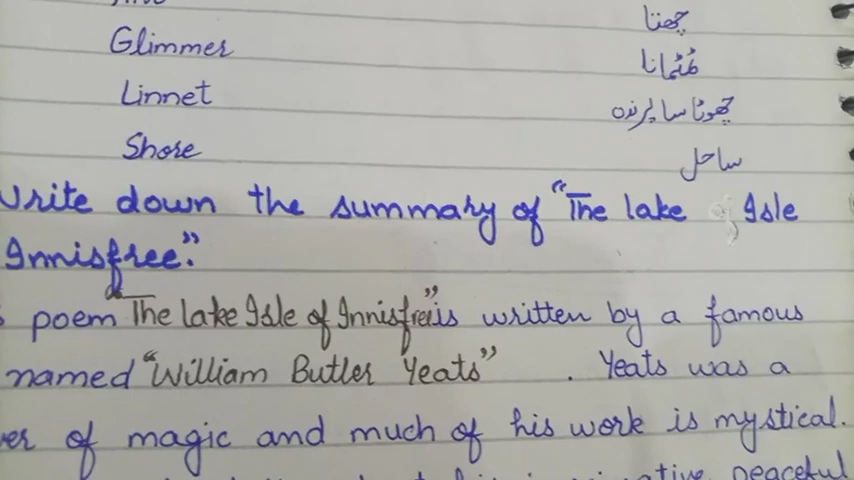 چھتا
Glimmer ٹمٹمانا
Linnet چھوٹا سا پرندہ
Shore ساحل
Write down the summary of "The lake Isle
Innisfree."
poem "The lake Isle of Innisfree" is written by a famous
named "William Butler Yeats" . Yeats was a
of magic and much of his work is mystical.
peaceful